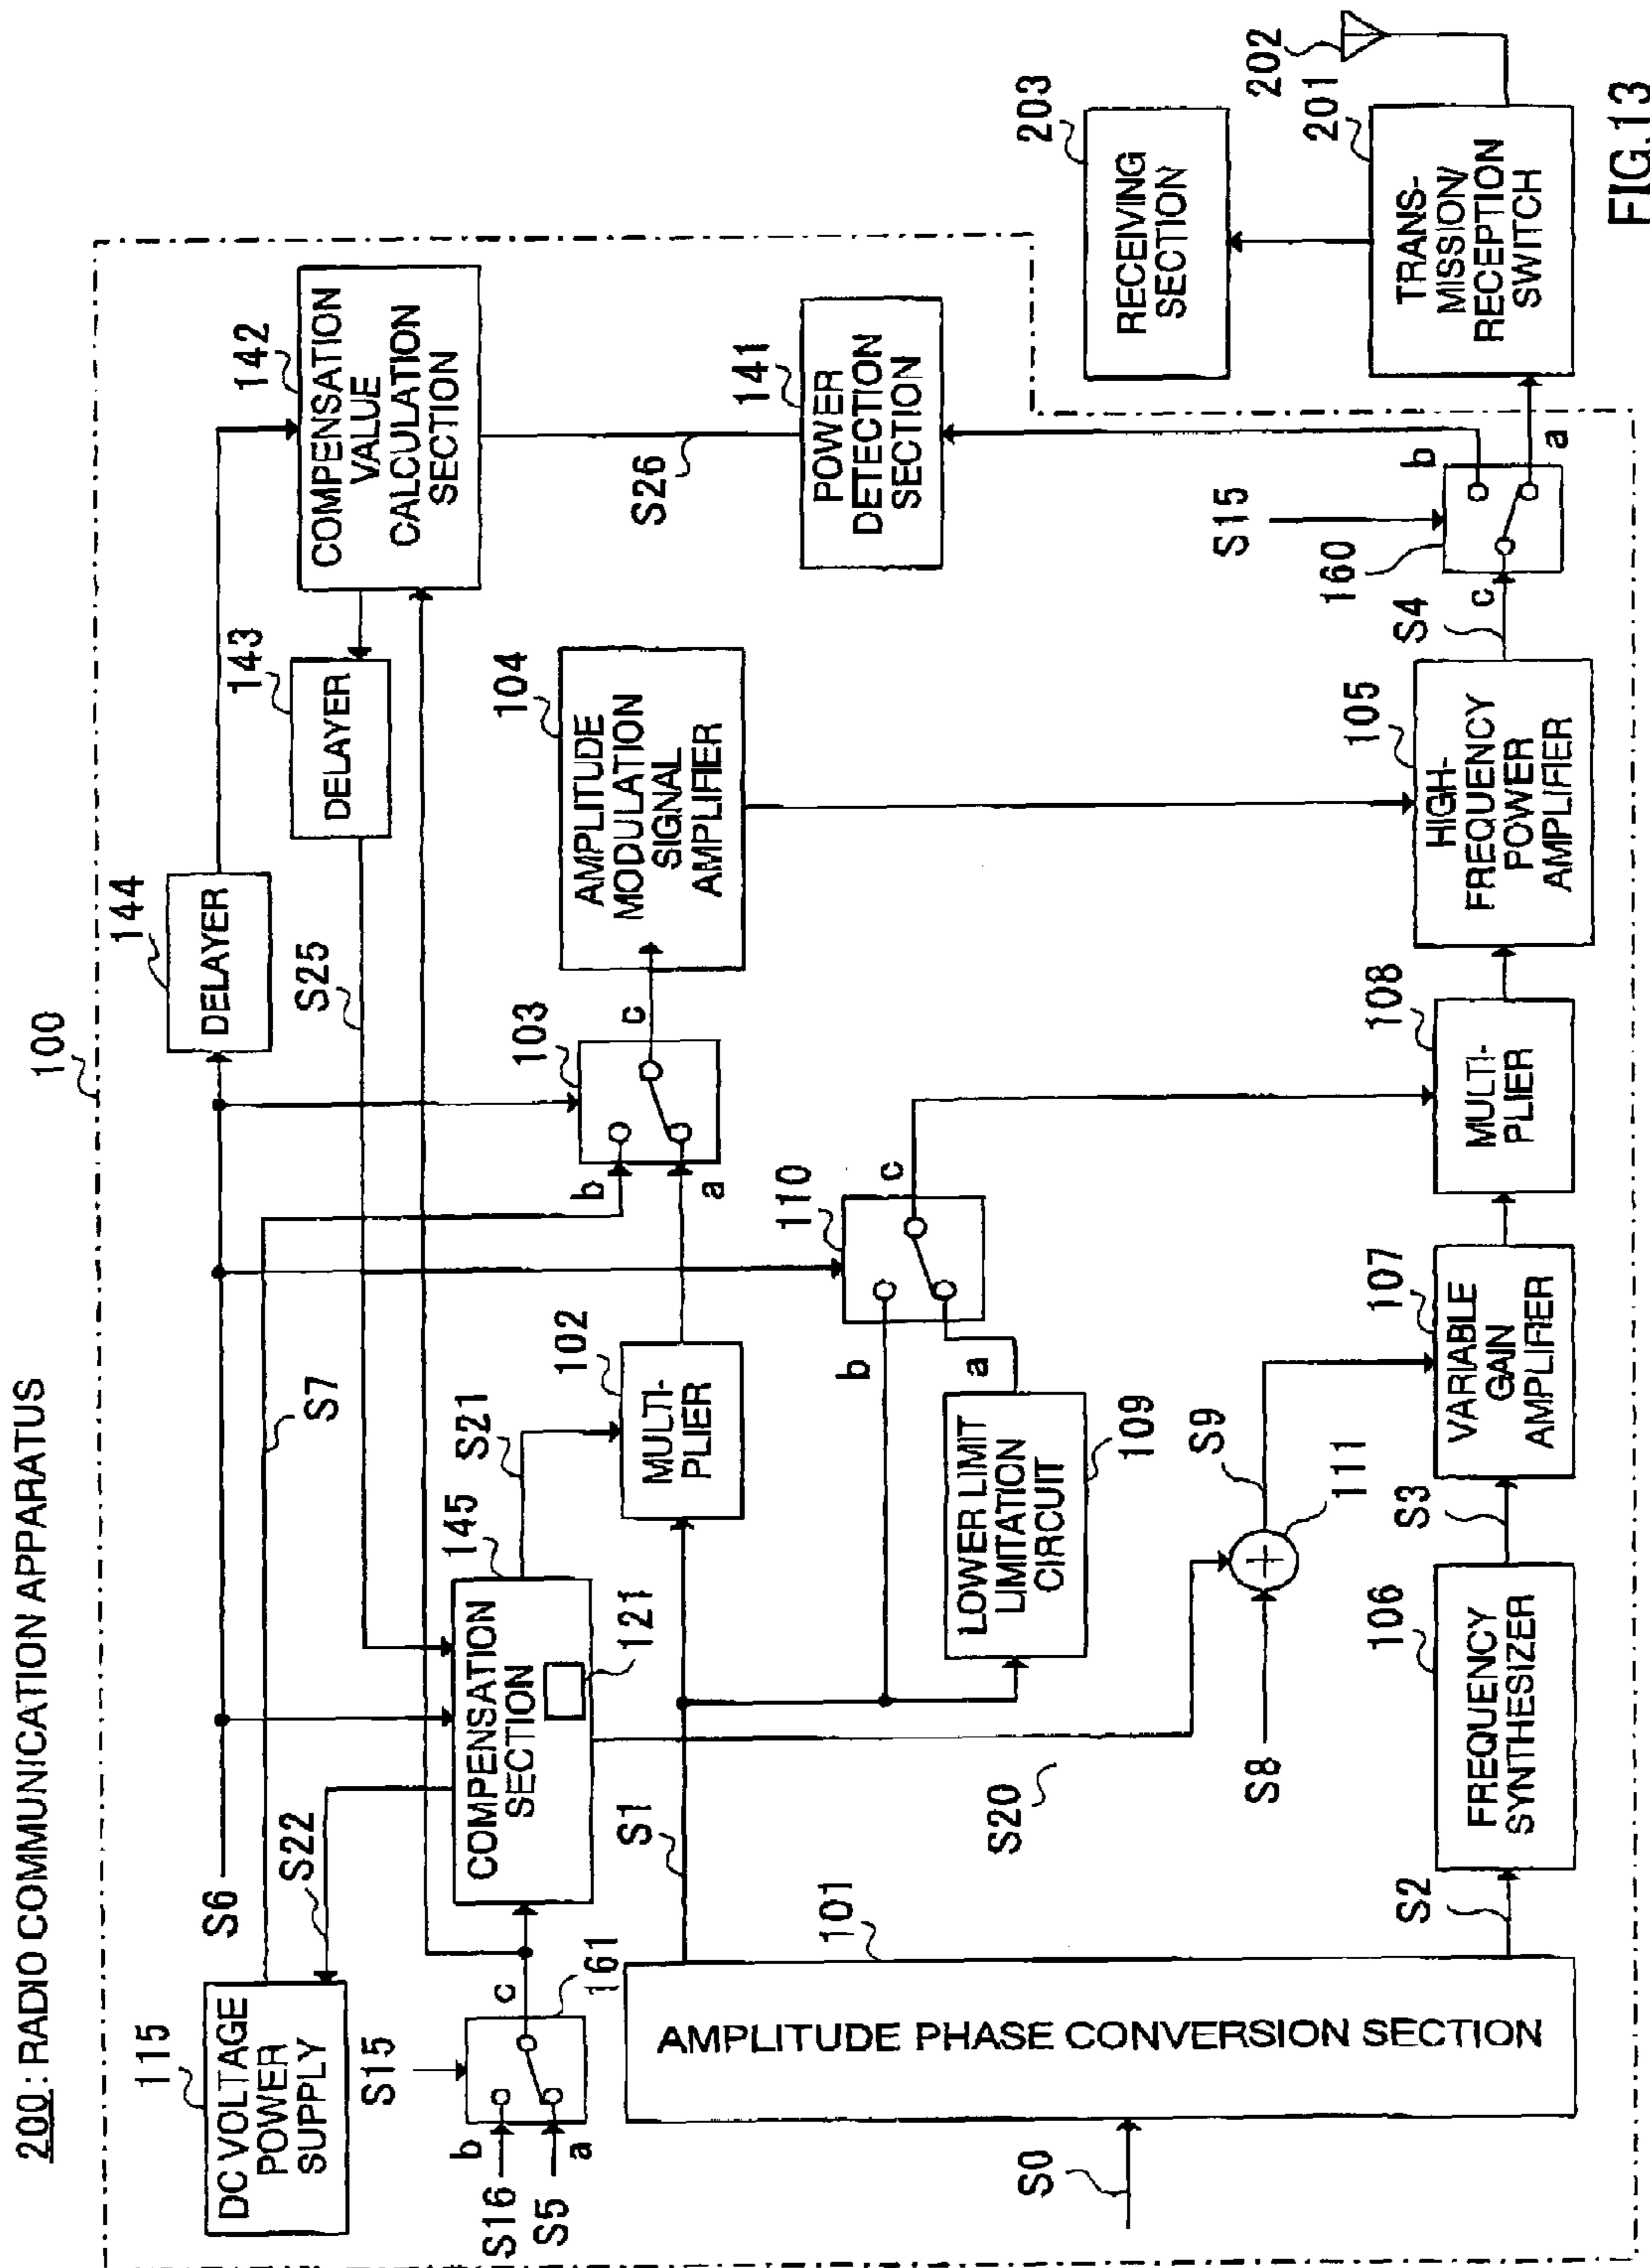 200 : RADIO COMMUNICATION APPARATUS
100
115
DC VOLTAGE
POWER
SUPPLY
S6
S22
S7
144
DELAYER
S25
143
DELAYER
142
COMPENSATION
VALUE
CALCULATION
SECTION
S15
b
S16
S5
a
c
161
145
COMPENSATION
SECTION
121
S21
102
MULTI-
PLIER
b
a
103
c
104
AMPLITUDE
MODULATION
SIGNAL
AMPLIFIER
S26
141
POWER
DETECTION
SECTION
203
RECEIVING
SECTION
202
S1
S20
b
a
110
c
LOWER LIMIT
LIMITATION
CIRCUIT
109
S8
S9
111
S0
101
AMPLITUDE PHASE CONVERSION SECTION
S2
106
FREQUENCY
SYNTHESIZER
S3
107
VARIABLE
GAIN
AMPLIFIER
108
MULTI-
PLIER
105
HIGH-
FREQUENCY
POWER
AMPLIFIER
S4
c
160
S15
b
a
201
TRANS-
MISSION/
RECEPTION
SWITCH
FIG.13